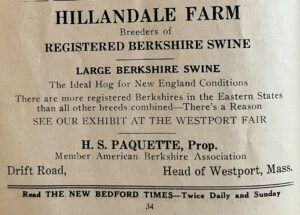 HILLANDALE FARM
Breeders of
REGISTERED BERKSHIRE SWINE
LARGE BERKSHIRE SWINE
The Ideal Hog for New England Conditions
There are more registered Berkshires in the Eastern States
than all other breeds combined—There's a Reason
SEE OUR EXHIBIT AT THE WESTPORT FAIR
H. S. PAQUETTE, Prop.
Member American Berkshire Association
Drift Road, Head of Westport, Mass.
Read THE NEW BEDFORD TIMES—Twice Daily and Sunday
34